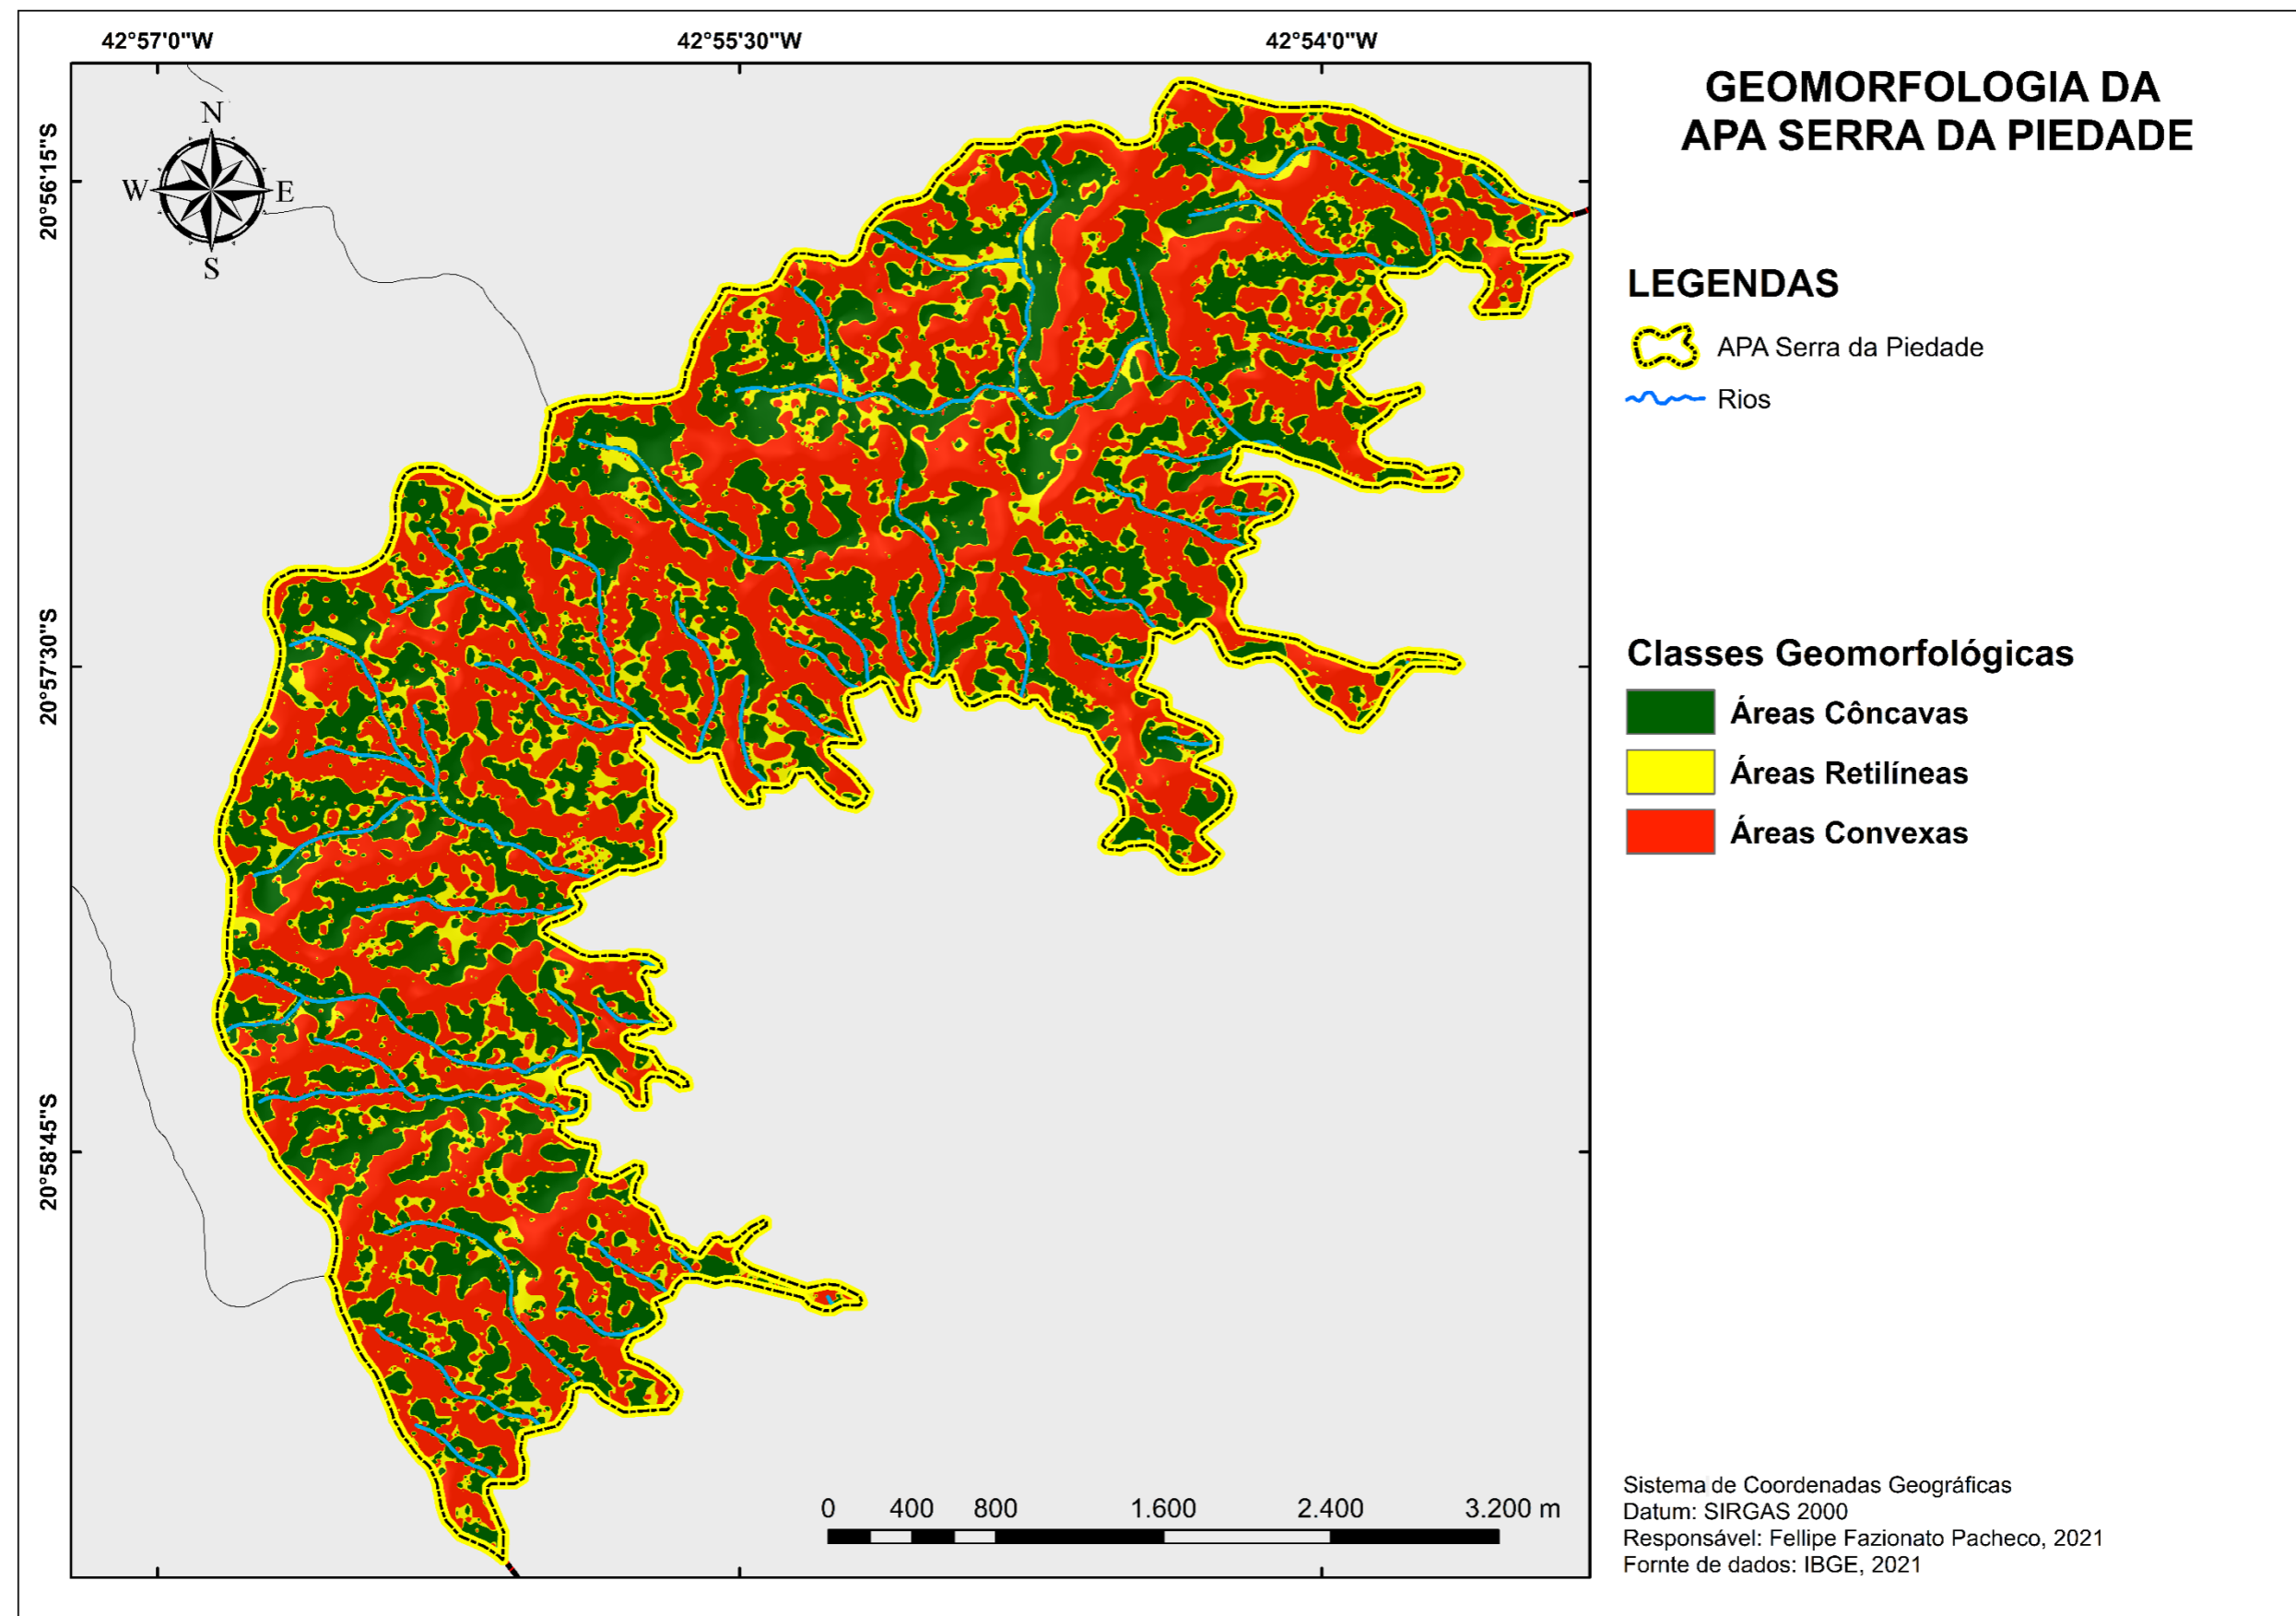 42°57'0"W
42°55'30"W
42°54'0"W
20°56'15"S
20°57'30"S
20°58'45"S
N
W
E
S
0 400 800 1.600 2.400 3.200 m
GEOMORFOLOGIA DA
APA SERRA DA PIEDADE
LEGENDAS
APA Serra da Piedade
Rios
Classes Geomorfológicas
Áreas Côncavas
Áreas Retilíneas
Áreas Convexas
Sistema de Coordenadas Geográficas
Datum: SIRGAS 2000
Responsável: Fellipe Fazionato Pacheco, 2021
Fornte de dados: IBGE, 2021